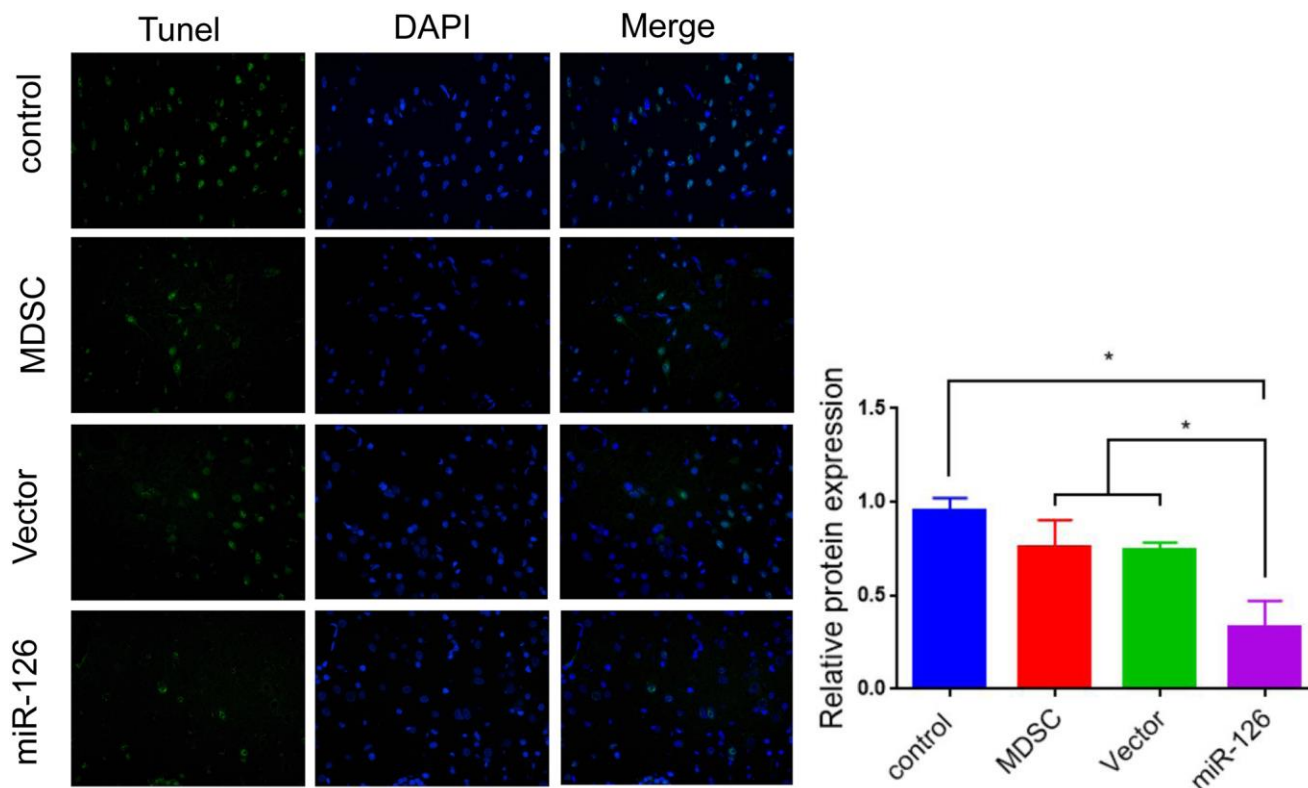 Tunel DAPI Merge
control
MDSC
Vector
miR-126
Relative protein expression
1.5
1.0
0.5
0.0
*
*
control MDSC Vector miR-126